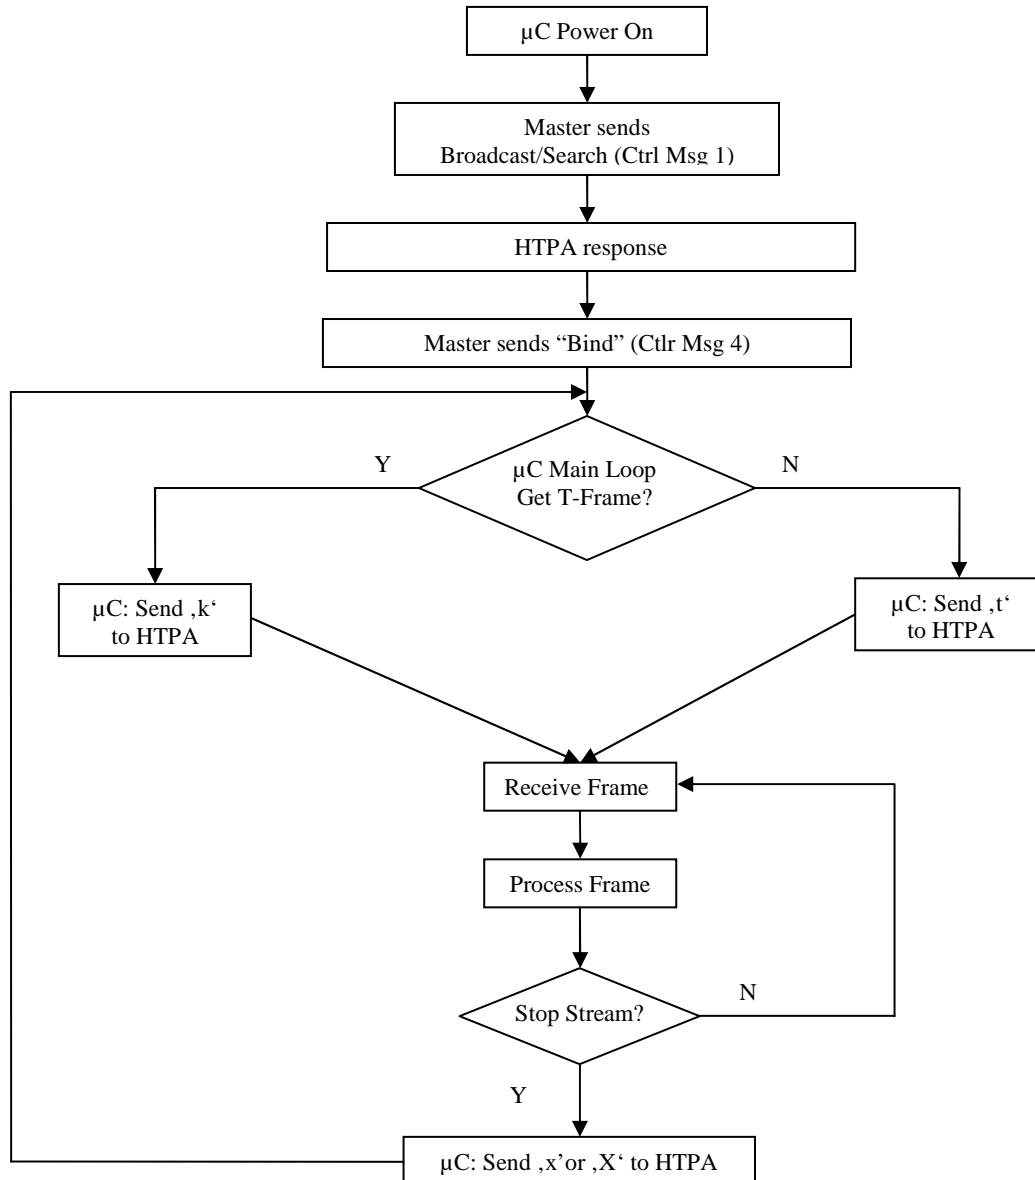 µC Power On
Master sends
Broadcast/Search (Ctrl Msg 1)
HTPA response
Master sends “Bind” (Ctlr Msg 4)
Y
µC Main Loop
Get T-Frame?
N
µC: Send ‚k‘
to HTPA
µC: Send ‚t‘
to HTPA
Receive Frame
Process Frame
Stop Stream?
N
Y
µC: Send ‚x’or ‚X‘ to HTPA